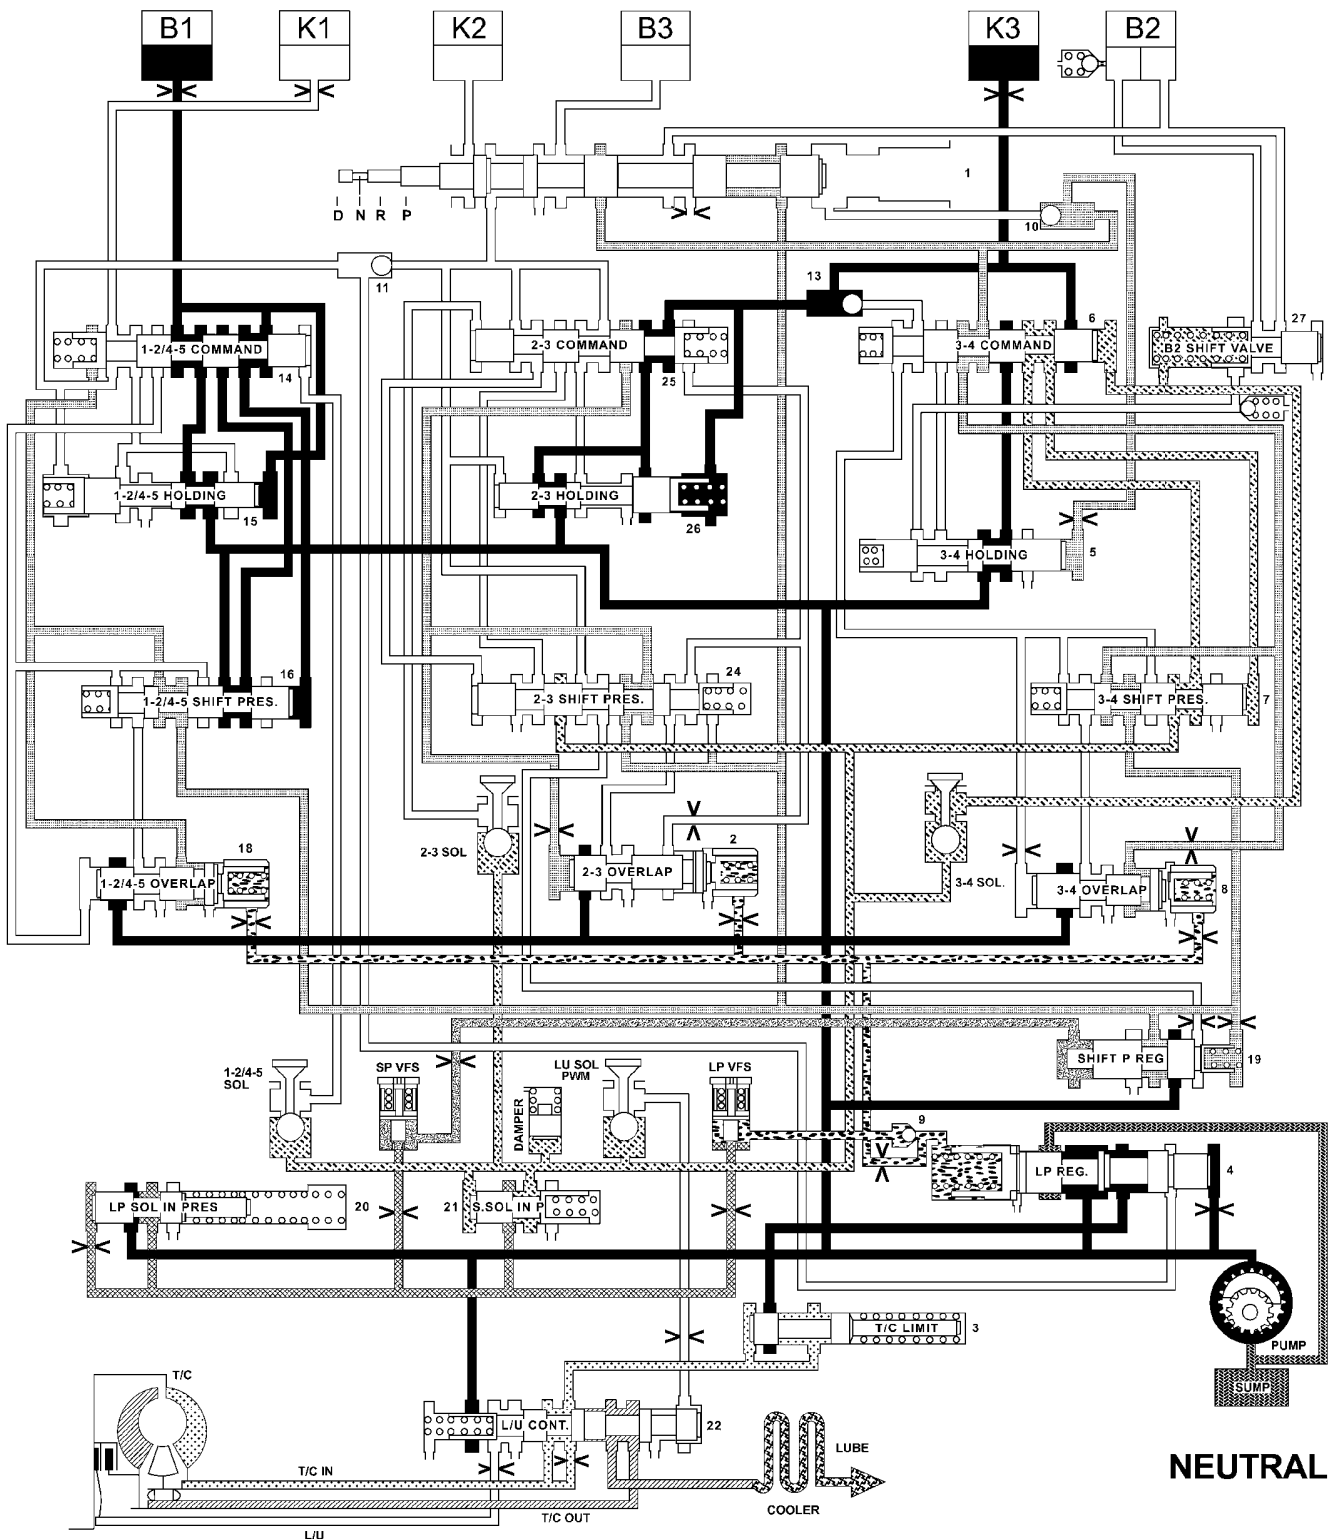 B1
K1
K2
B3
K3
B2
1
D N R P
10
11
13
6
27
1-2/4-5 COMMAND
2-3 COMMAND
3-4 COMMAND
B2 SHIFT VALVE
14
25
1-2/4-5 HOLDING
2-3 HOLDING
15
26
3-4 HOLDING
5
16
24
1-2/4-5 SHIFT PRES.
2-3 SHIFT PRES.
3-4 SHIFT PRES.
7
18
2
2-3 SOL
1-2/4-5 OVERLAP
2-3 OVERLAP
3-4 SOL.
3-4 OVERLAP
8
1-2/4-5
SOL
SP VFS
LU SOL
PWM
LP VFS
SHIFT P REG
19
DAMPER
9
LP REG.
4
LP SOL IN PRES
20
21
S.SOL IN P
T/C LIMIT
3
PUMP
SUMP
T/C
L/U CONT.
22
LUBE
T/C IN
COOLER
T/C OUT
L/U
NEUTRAL